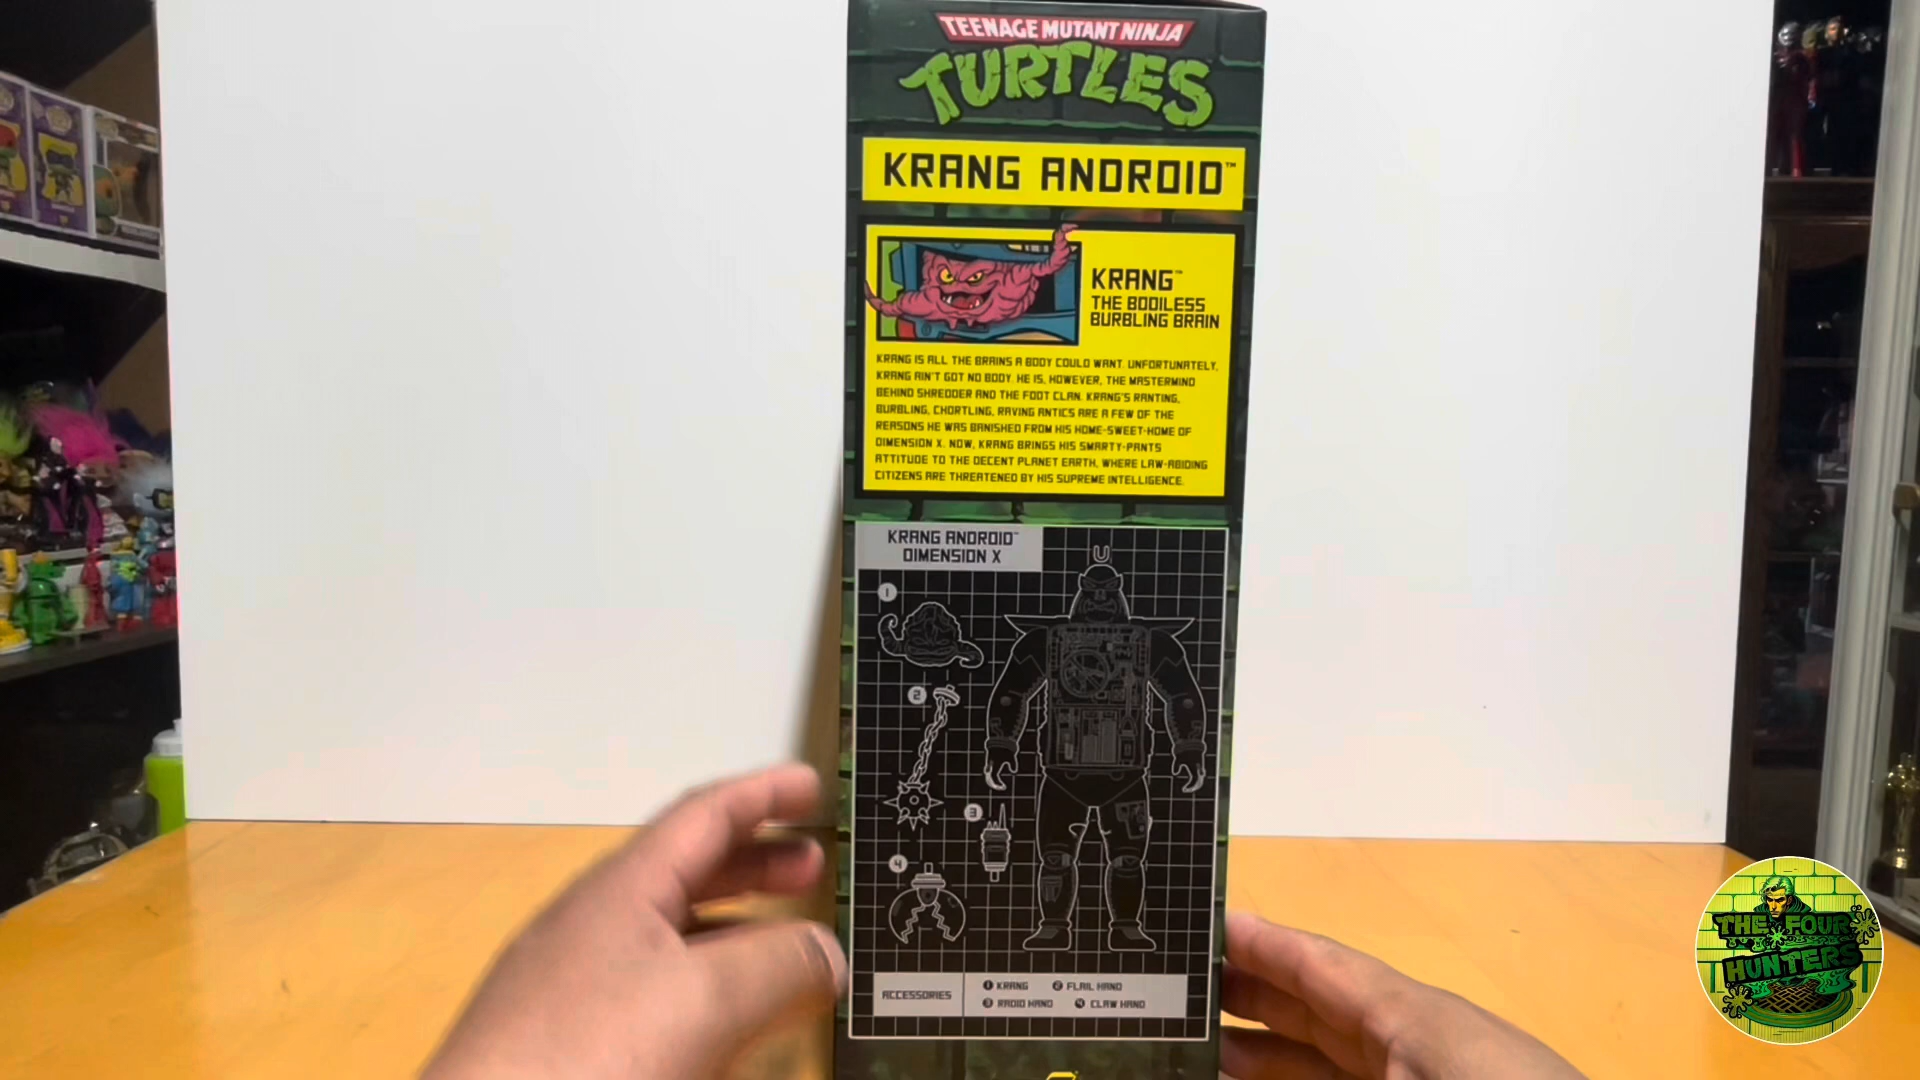 TEENAGE MUTANT NINJA
TURTLES
KRANG ANDROID™
KRANG™
THE BODILESS
BURBLING BRAIN
KRANG IS ALL THE BRAINS A BODY COULD WANT. UNFORTUNATELY,
KRANG AIN'T GOT NO BODY. HE IS, HOWEVER, THE MASTERMIND
BEHIND SHREDDER AND THE FOOT CLAN. KRANG'S RANTING,
BURBLING, CHORTLING, RAVING ANTICS ARE A FEW OF THE
REASONS HE WAS BANISHED FROM HIS HOME-SWEET-HOME OF
DIMENSION X. NOW, KRANG BRINGS HIS SMARTY-PANTS
ATTITUDE TO THE DECENT PLANET EARTH, WHERE LAW-ABIDING
CITIZENS ARE THREATENED BY HIS SUPREME INTELLIGENCE.
KRANG ANDROID™
DIMENSION X
1
2
3
4
ACCESSORIES
1 KRANG 2 FLAIL HAND
3 RADIO HAND 4 CLAW HAND
THE FOUR
HUNTERS